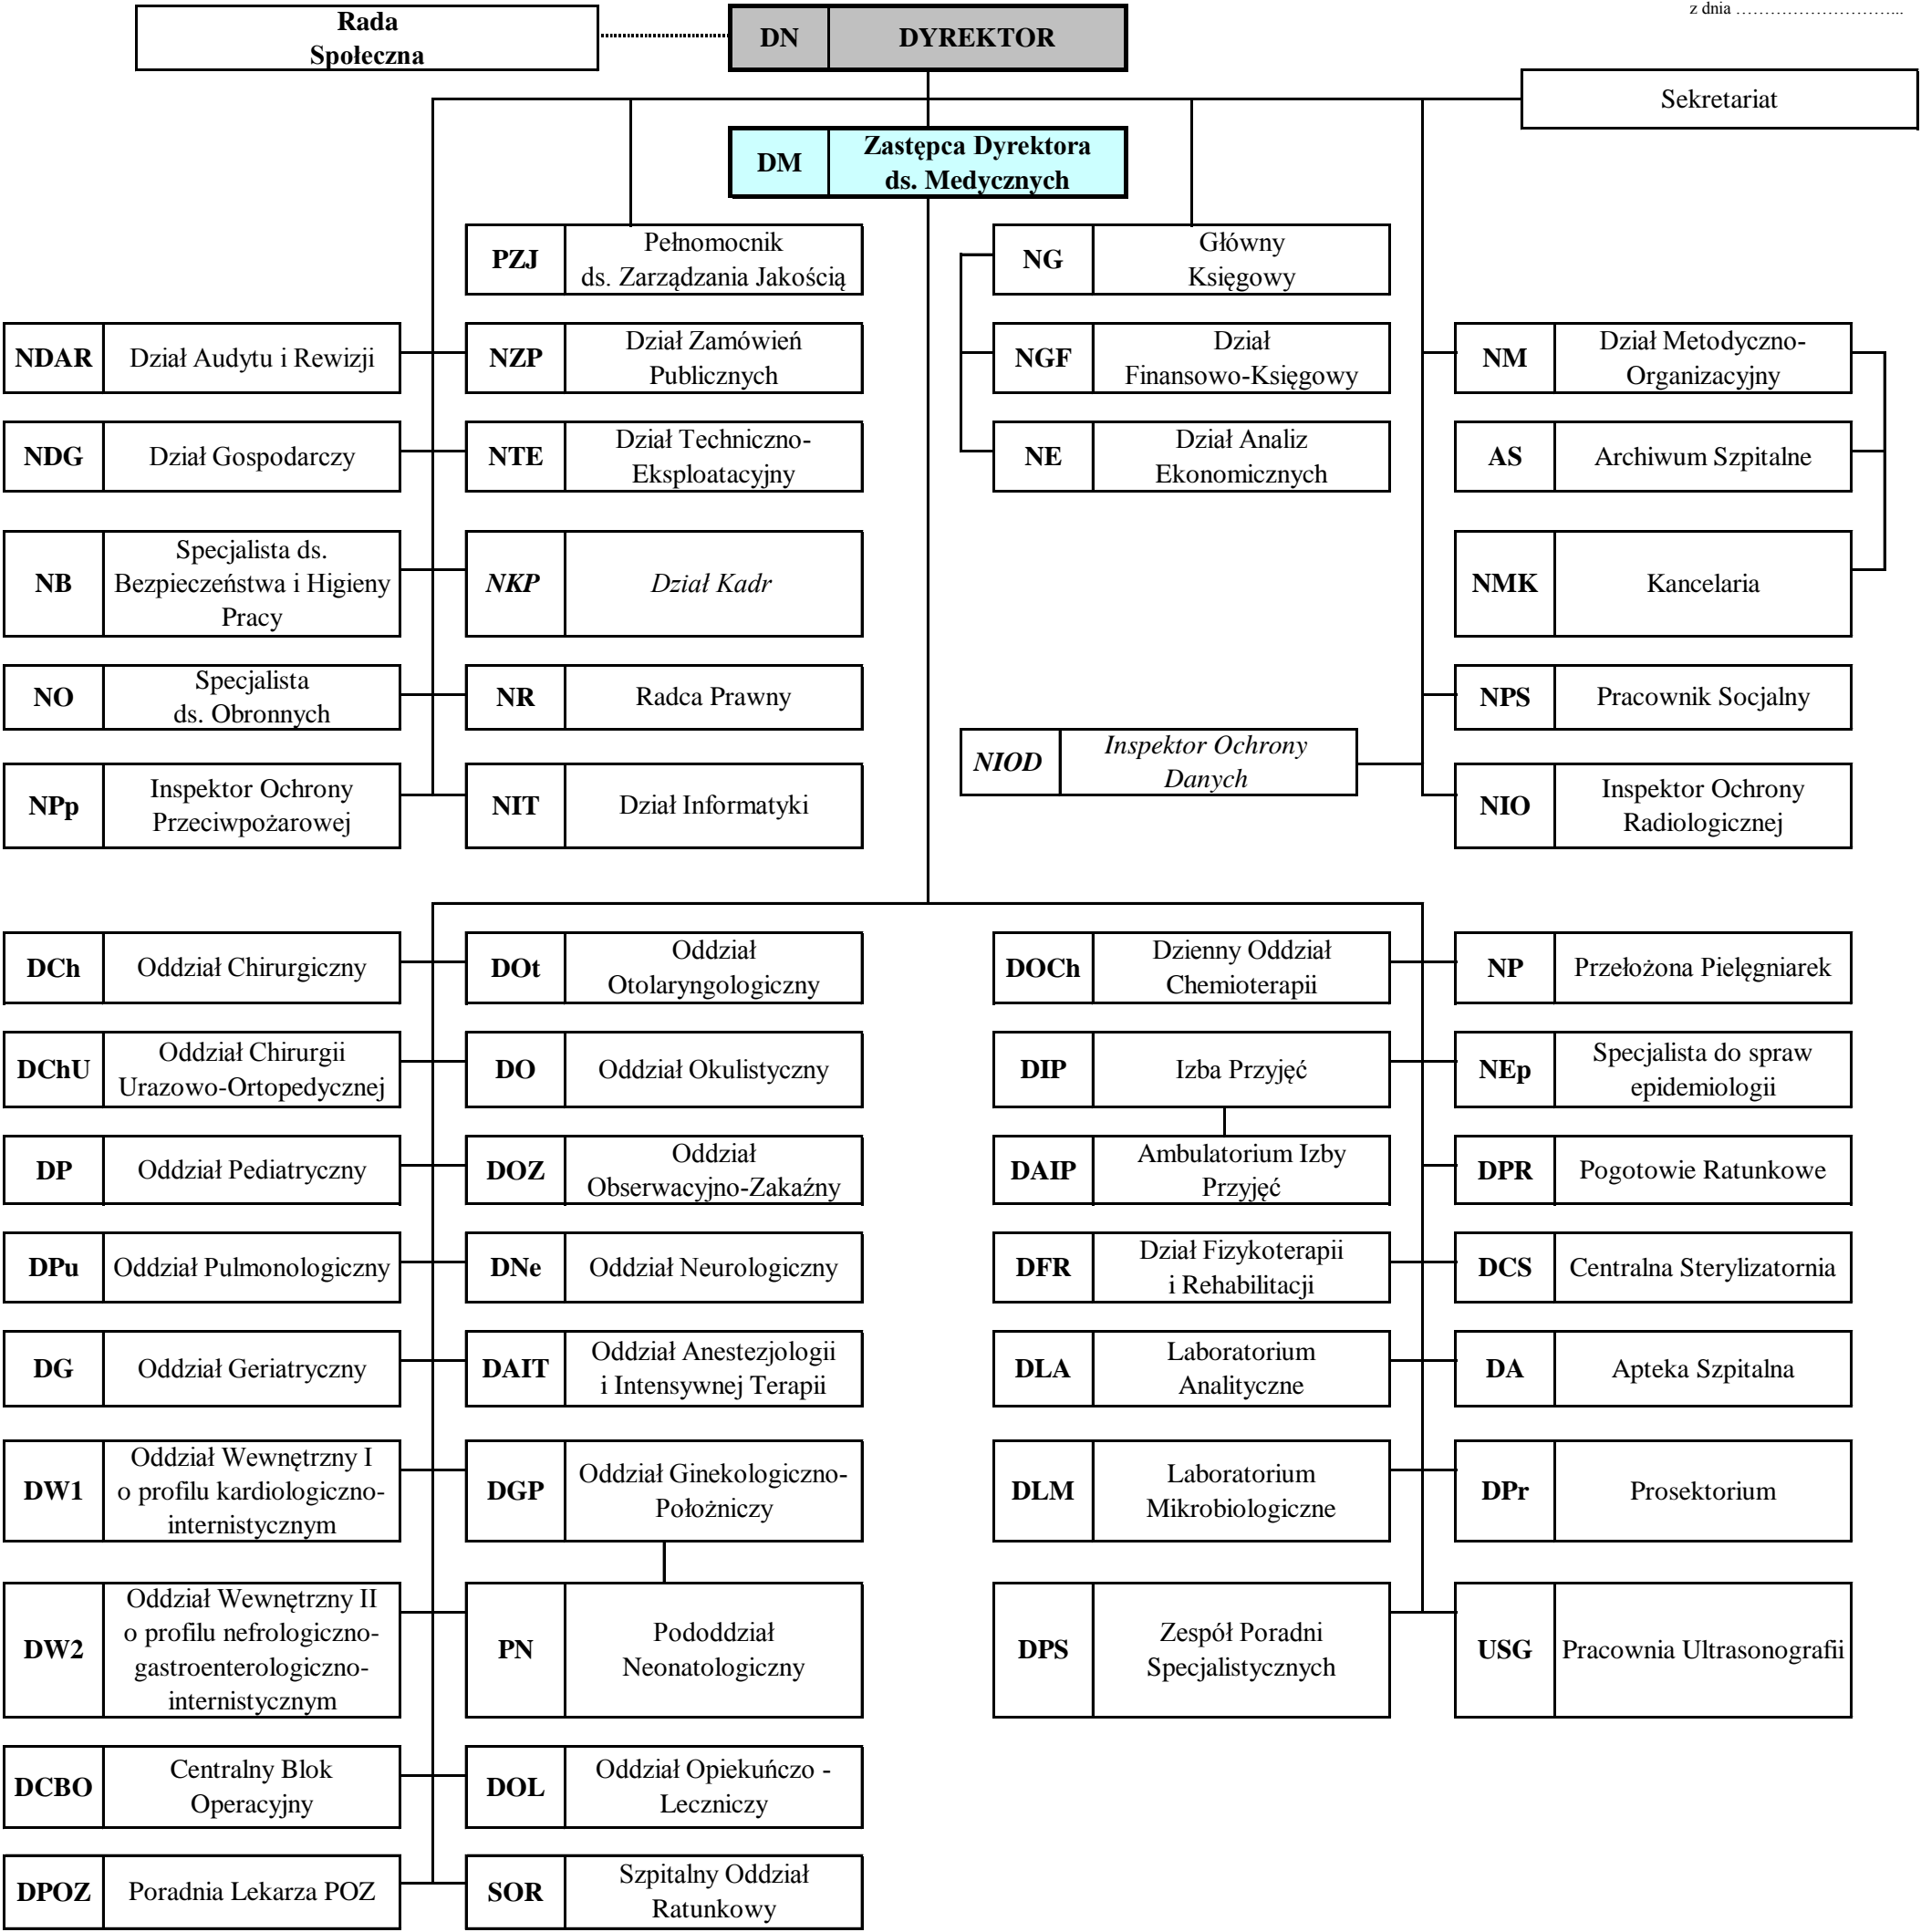 z dnia ………………………...
Rada
Społeczna
DN
DYREKTOR
Sekretariat
DM
Zastępca Dyrektora
ds. Medycznych
PZJ
Pełnomocnik
ds. Zarządzania Jakością
NG
Główny
Księgowy
NDAR
Dział Audytu i Rewizji
NZP
Dział Zamówień
Publicznych
NGF
Dział
Finansowo-Księgowy
NM
Dział Metodyczno-
Organizacyjny
NDG
Dział Gospodarczy
NTE
Dział Techniczno-
Eksploatacyjny
NE
Dział Analiz
Ekonomicznych
AS
Archiwum Szpitalne
NB
Specjalista ds.
Bezpieczeństwa i Higieny
Pracy
NKP
Dział Kadr
NMK
Kancelaria
NO
Specjalista
ds. Obronnych
NR
Radca Prawny
NPS
Pracownik Socjalny
NIOD
Inspektor Ochrony
Danych
NPp
Inspektor Ochrony
Przeciwpożarowej
NIT
Dział Informatyki
NIO
Inspektor Ochrony
Radiologicznej
DCh
Oddział Chirurgiczny
DOt
Oddział
Otolaryngologiczny
DOCh
Dzienny Oddział
Chemioterapii
NP
Przełożona Pielęgniarek
DChU
Oddział Chirurgii
Urazowo-Ortopedycznej
DO
Oddział Okulistyczny
DIP
Izba Przyjęć
NEp
Specjalista do spraw
epidemiologii
DP
Oddział Pediatryczny
DOZ
Oddział
Obserwacyjno-Zakaźny
DAIP
Ambulatorium Izby
Przyjęć
DPR
Pogotowie Ratunkowe
DPu
Oddział Pulmonologiczny
DNe
Oddział Neurologiczny
DFR
Dział Fizykoterapii
i Rehabilitacji
DCS
Centralna Sterylizatornia
DG
Oddział Geriatryczny
DAIT
Oddział Anestezjologii
i Intensywnej Terapii
DLA
Laboratorium
Analityczne
DA
Apteka Szpitalna
DW1
Oddział Wewnętrzny I
o profilu kardiologiczno-
internistycznym
DGP
Oddział Ginekologiczno-
Położniczy
DLM
Laboratorium
Mikrobiologiczne
DPr
Prosektorium
DW2
Oddział Wewnętrzny II
o profilu nefrologiczno-
gastroenterologiczno-
internistycznym
PN
Pododdział
Neonatologiczny
DPS
Zespół Poradni
Specjalistycznych
USG
Pracownia Ultrasonografii
DCBO
Centralny Blok
Operacyjny
DOL
Oddział Opiekuńczo -
Leczniczy
DPOZ
Poradnia Lekarza POZ
SOR
Szpitalny Oddział
Ratunkowy